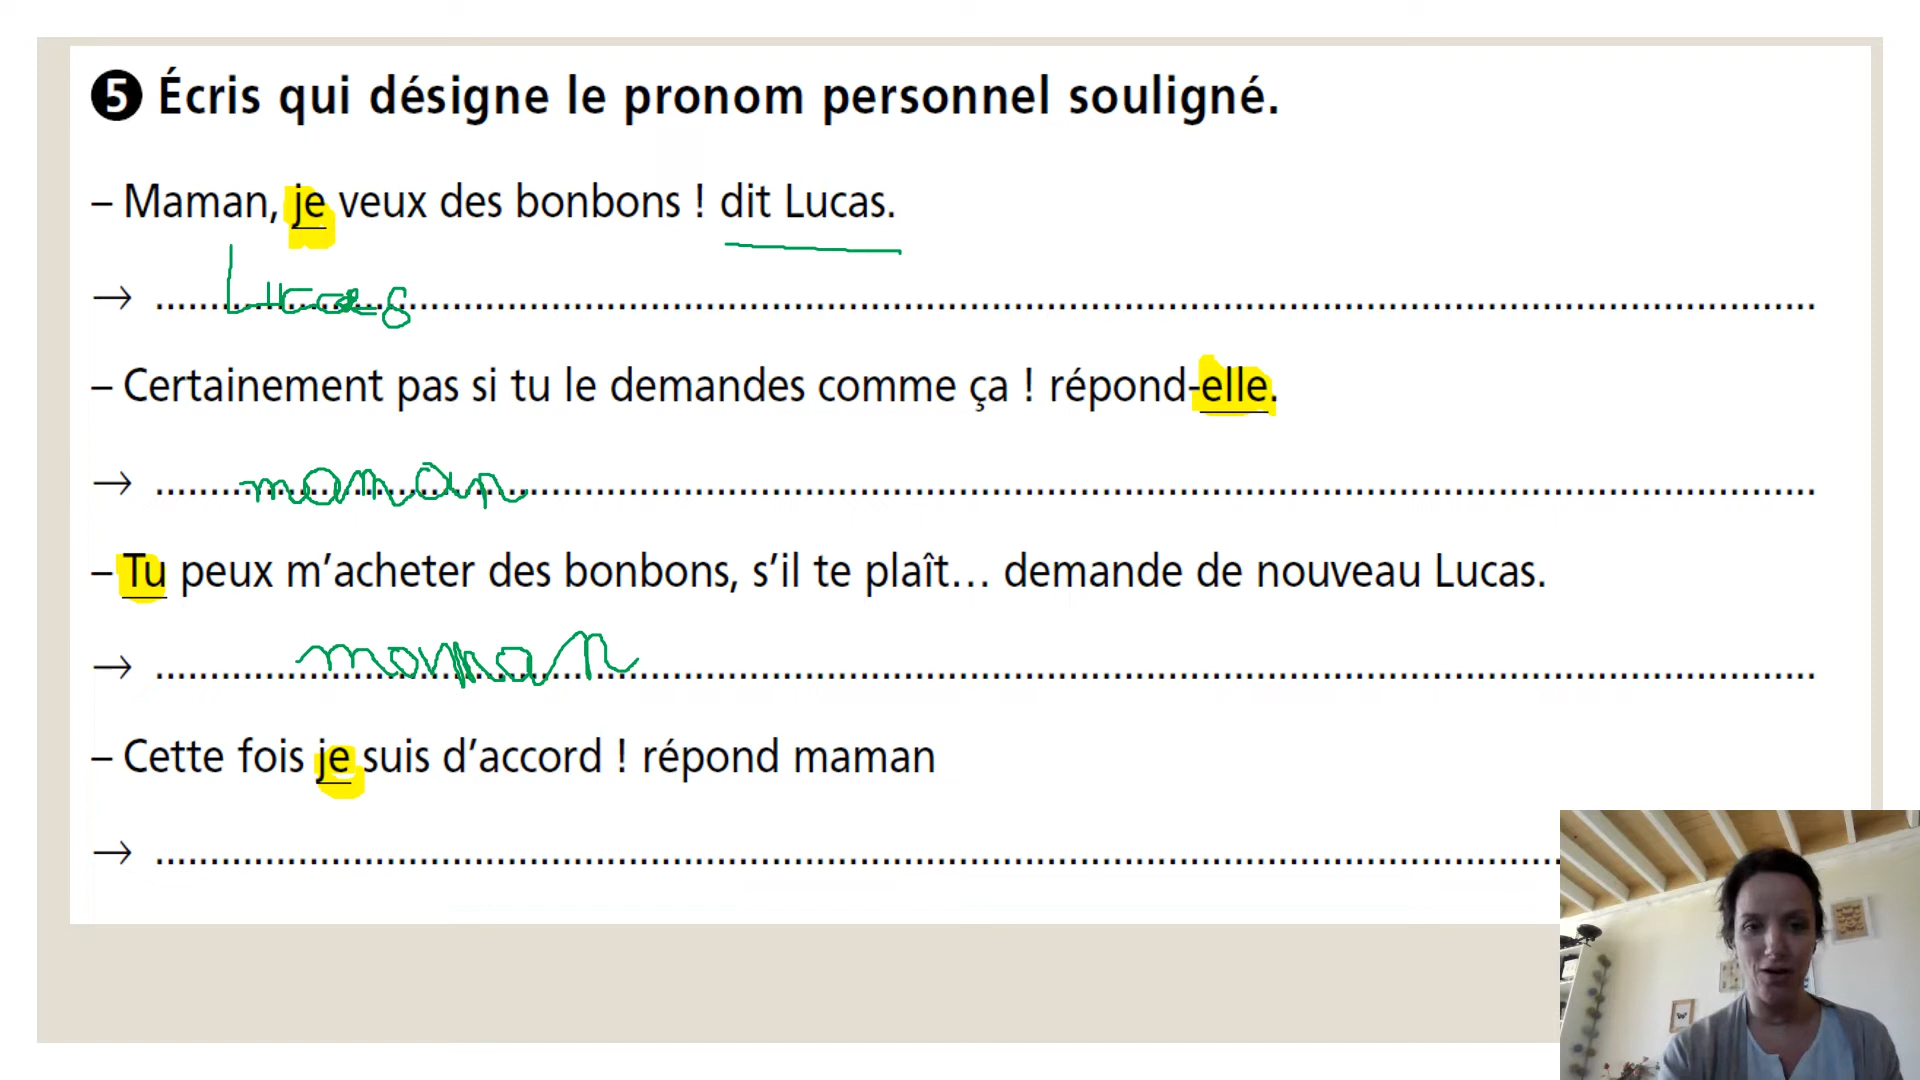 5 Écris qui désigne le pronom personnel souligné.
– Maman, je veux des bonbons ! dit Lucas.
→ Lucas
– Certainement pas si tu le demandes comme ça ! répond-elle.
→ maman
– Tu peux m’acheter des bonbons, s’il te plaît… demande de nouveau Lucas.
→ maman
– Cette fois je suis d’accord ! répond maman
→